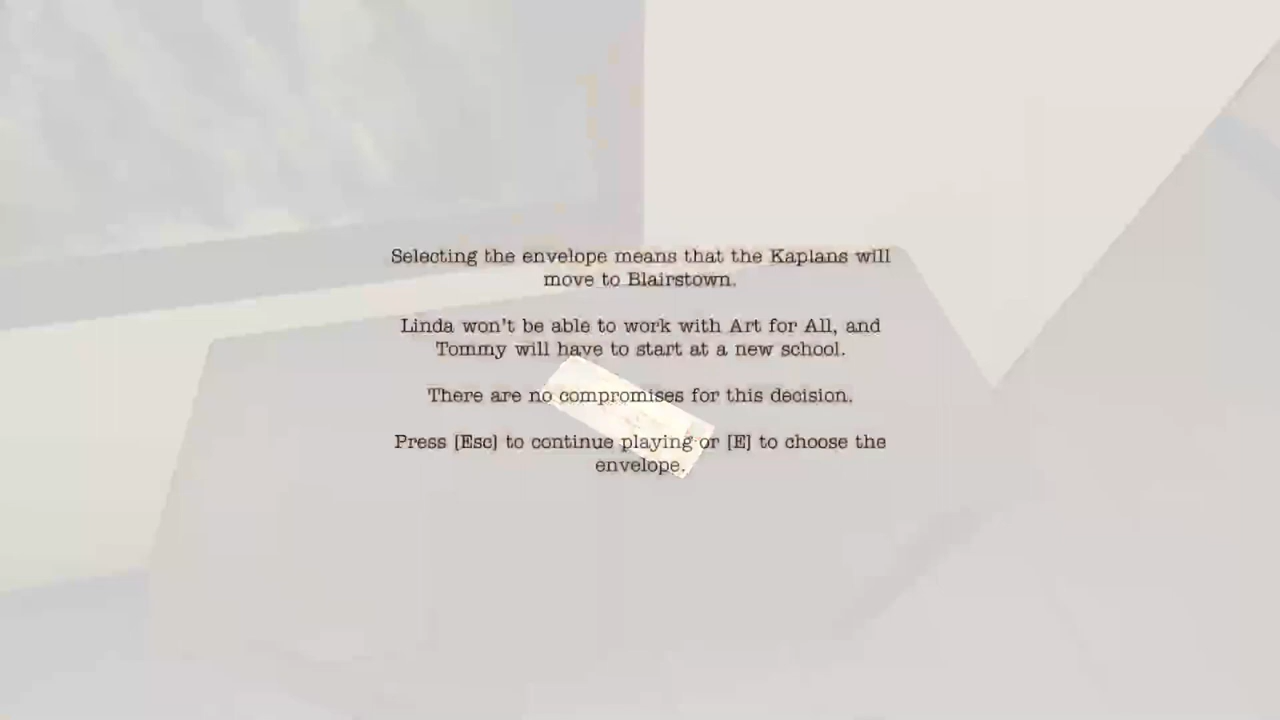 Selecting the envelope means that the Kaplans will
move to Blairstown.
Linda won't be able to work with Art for All, and
Tommy will have to start at a new school.
There are no compromises for this decision.
Press [Esc] to continue playing or [E] to choose the
envelope.